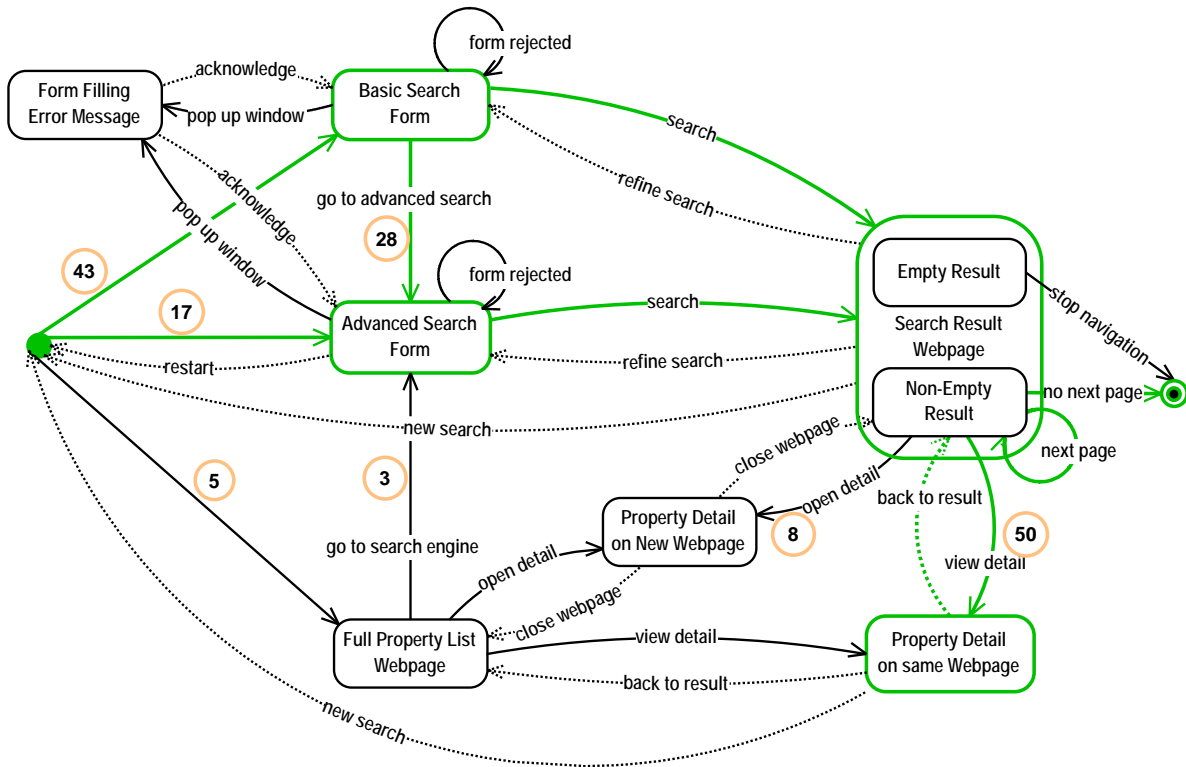 form rejected
acknowledge
Form Filling
Error Message
Basic Search
Form
pop up window
search
acknowledge
refine search
go to advanced search
pop up window
28
43
form rejected
Empty Result
stop navigation
17
Advanced Search
Form
search
Search Result
Webpage
restart
refine search
Non-Empty
Result
no next page
new search
close webpage
next page
5
3
open detail
back to result
Property Detail
on New Webpage
8
50
go to search engine
open detail
view detail
close webpage
Full Property List
Webpage
view detail
Property Detail
on same Webpage
back to result
new search